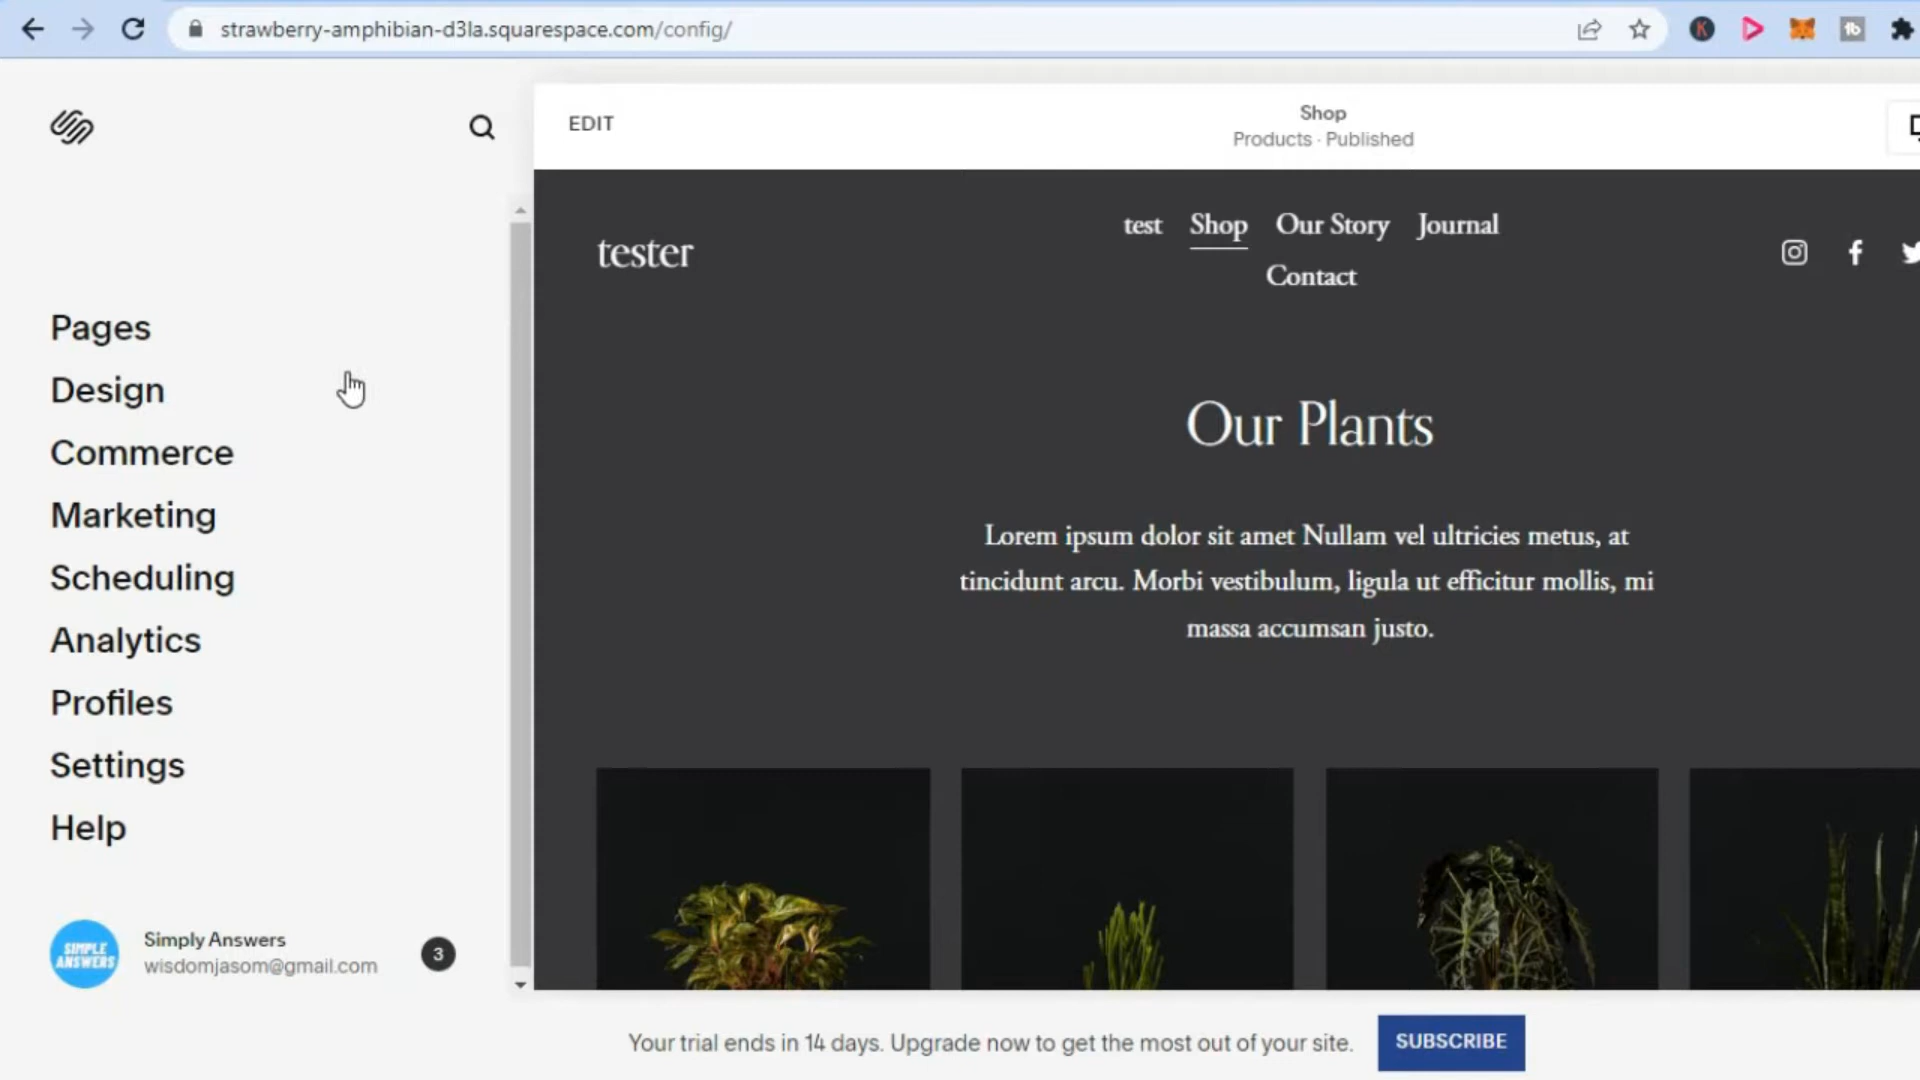 strawberry-amphibian-d3la.squarespace.com/config/
K
tb
EDIT
Shop
Products · Published
tester
test Shop Our Story Journal
Contact
Pages
Design
Commerce
Marketing
Scheduling
Analytics
Profiles
Settings
Help
Our Plants
Lorem ipsum dolor sit amet Nullam vel ultricies metus, at
tincidunt arcu. Morbi vestibulum, ligula ut efficitur mollis, mi
massa accumsan justo.
SIMPLE
ANSWERS
Simply Answers
wisdomjasom@gmail.com
3
Your trial ends in 14 days. Upgrade now to get the most out of your site.
SUBSCRIBE